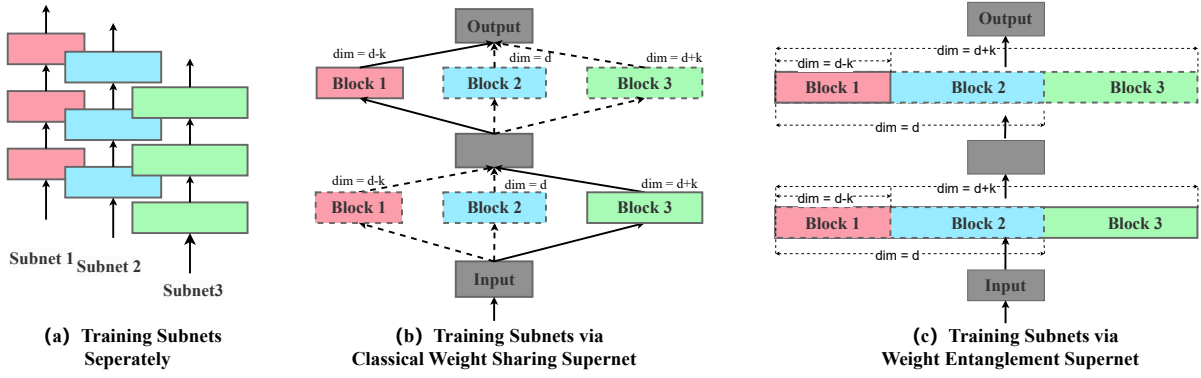 Subnet 1
Subnet 2
Subnet3
(a) Training Subnets
Seperately
Output
dim = d-k
dim = d
dim = d+k
Block 1
Block 2
Block 3
dim = d-k
dim = d
dim = d+k
Block 1
Block 2
Block 3
Input
(b) Training Subnets via
Classical Weight Sharing Supernet
Output
dim = d+k
dim = d-k
Block 1
Block 2
Block 3
dim = d
dim = d+k
dim = d-k
Block 1
Block 2
Block 3
dim = d
Input
(c) Training Subnets via
Weight Entanglement Supernet